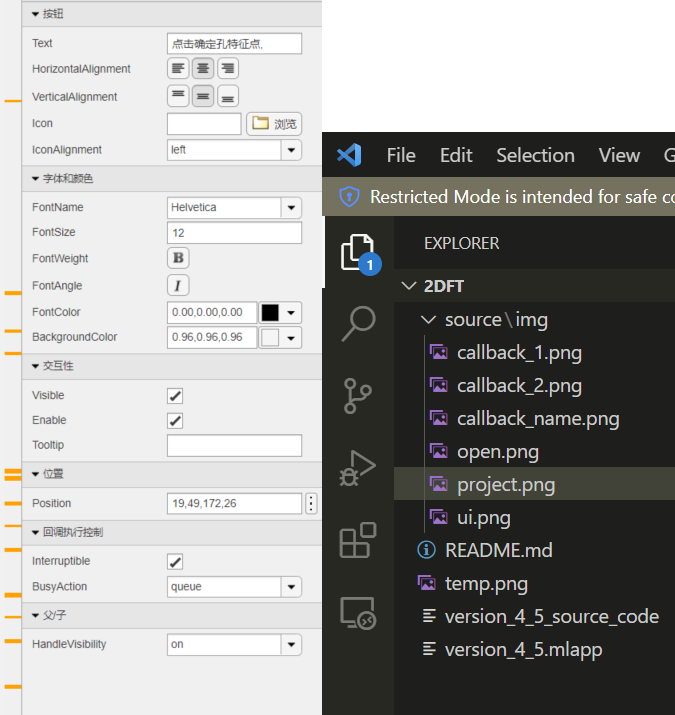 按钮
Text 点击确定孔特征点,
HorizontalAlignment
VerticalAlignment
Icon 浏览
IconAlignment left
字体和颜色
FontName Helvetica
FontSize 12
FontWeight B
FontAngle I
FontColor 0.00,0.00,0.00
BackgroundColor 0.96,0.96,0.96
交互性
Visible
Enable
Tooltip
位置
Position 19,49,172,26
回调执行控制
Interruptible
BusyAction queue
父/子
HandleVisibility on
File Edit Selection View G
Restricted Mode is intended for safe co
EXPLORER
1
2DFT
source\img
callback_1.png
callback_2.png
callback_name.png
open.png
project.png
ui.png
README.md
temp.png
version_4_5_source_code
version_4_5.mlapp